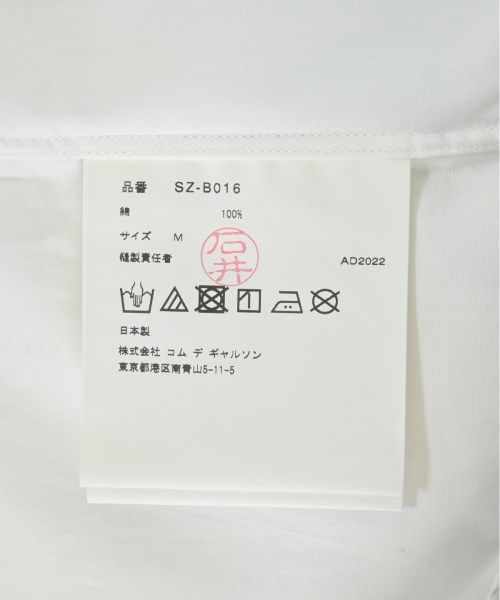 品番 SZ-B016
綿 100%
サイズ M
石井
縫製責任者 AD2022
日本製
株式会社 コム デ ギャルソン
東京都港区南青山5-11-5